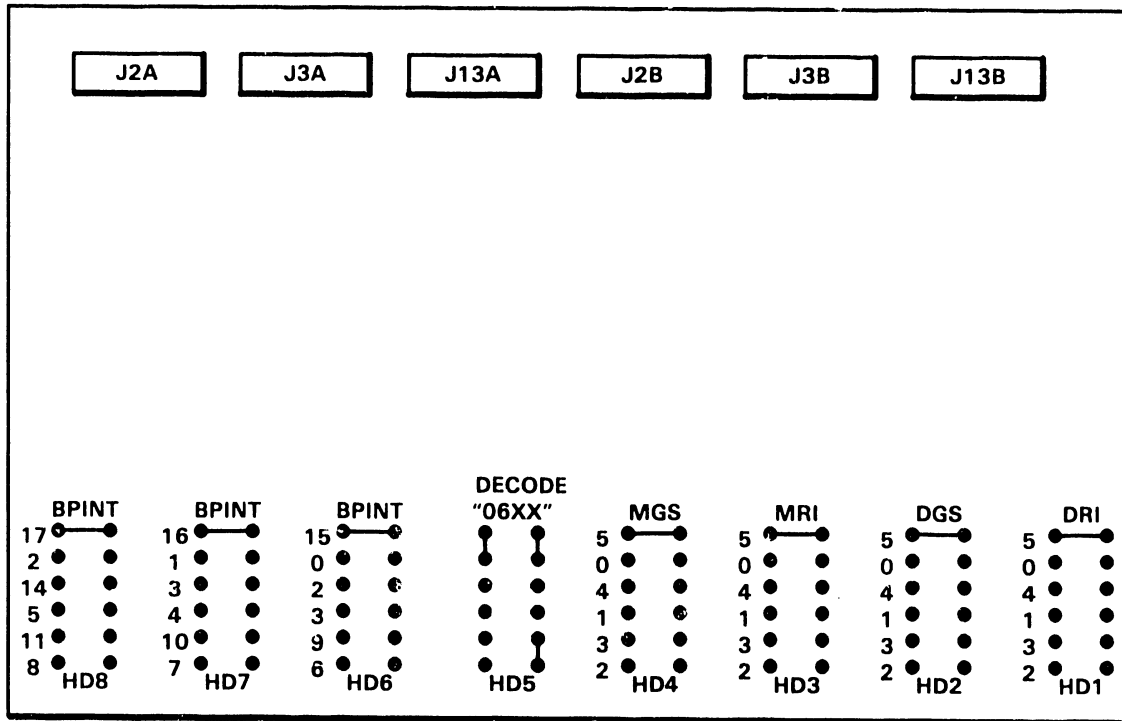 J2A J3A J13A J2B J3B J13B
DECODE
BPINT BPINT BPINT "06XX" MGS MRI DGS DRI
17 16 15 5 5 5 5
2 1 0 0 0 0 0
14 3 2 4 4 4 4
5 4 3 1 1 1 1
11 10 9 3 3 3 3
8 7 6 2 2 2 2
HD8 HD7 HD6 HD5 HD4 HD3 HD2 HD1